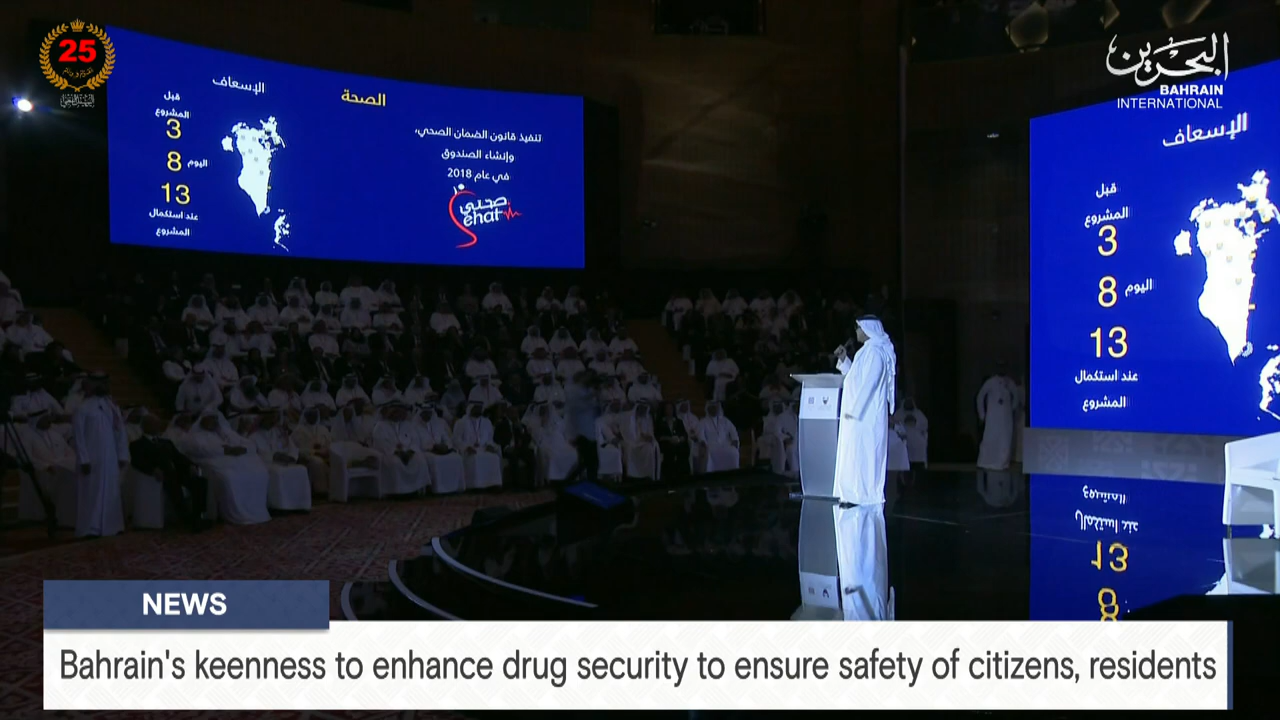 25
البحرين
BAHRAIN
INTERNATIONAL
الصحة
تنفيذ قانون الضمان الصحي،
وإنشاء الصندوق
في عام 2018
صحتي
Sehati
الإسعاف
قبل
المشروع
3
8 اليوم
13
عند استكمال
المشروع
الإسعاف
قبل
المشروع
3
8 اليوم
13
عند استكمال
المشروع
NEWS
Bahrain's keenness to enhance drug security to ensure safety of citizens, residents